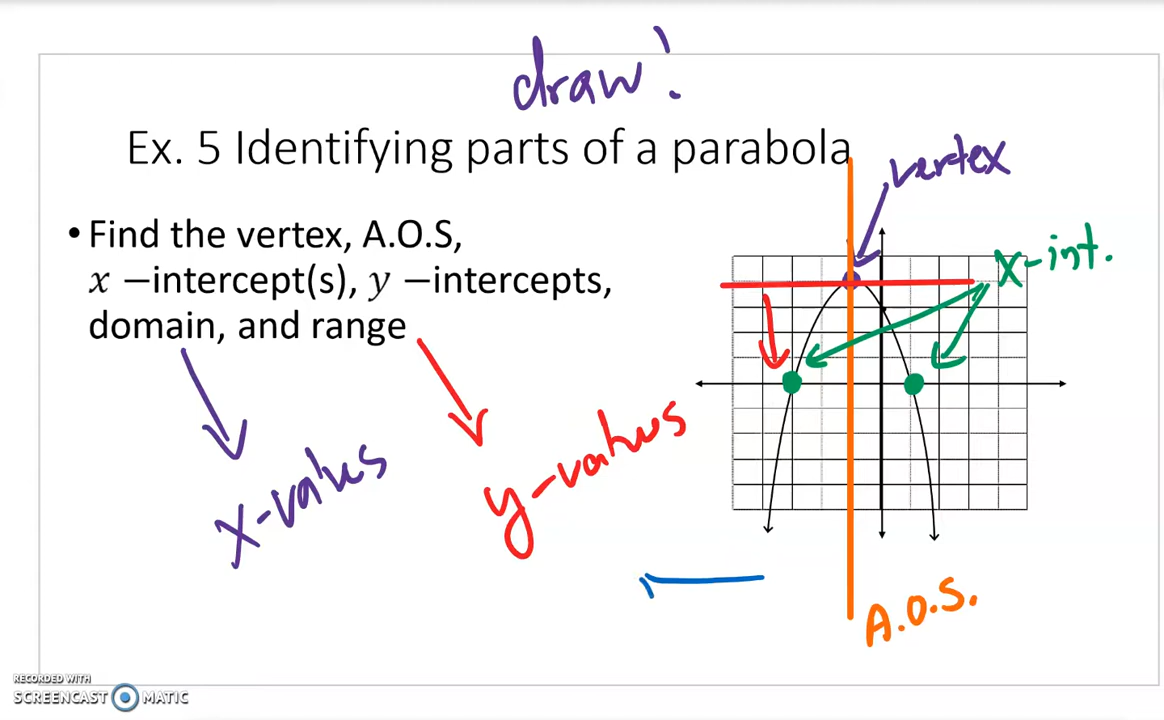 draw!
Ex. 5 Identifying parts of a parabola
vertex
• Find the vertex, A.O.S,
x −intercept(s), y −intercepts,
domain, and range
x-int.
x-values
y-values
A.O.S.
RECORDED WITH
SCREENCAST MATIC